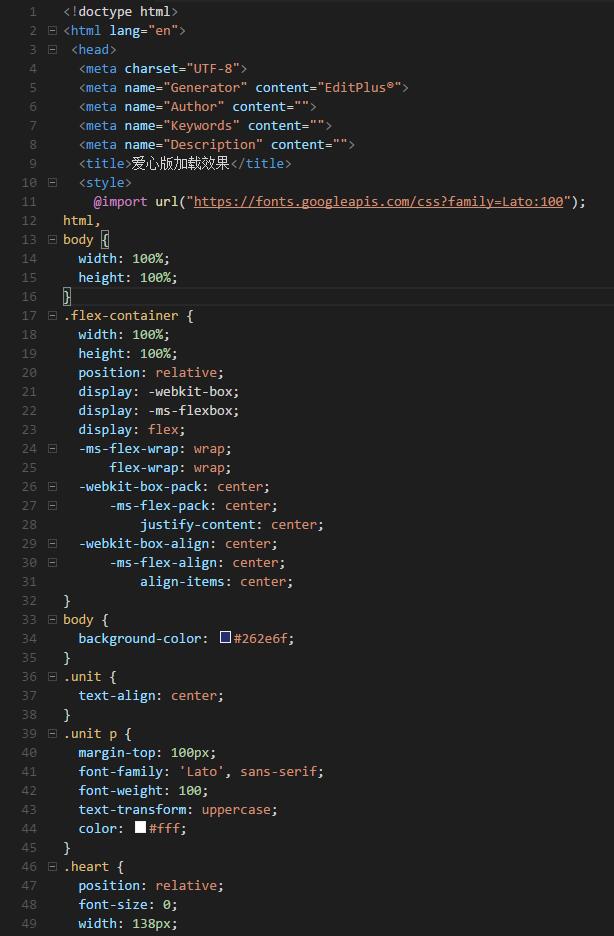 1 <!doctype html>
2 <html lang="en">
3 <head>
4 <meta charset="UTF-8">
5 <meta name="Generator" content="EditPlus®">
6 <meta name="Author" content="">
7 <meta name="Keywords" content="">
8 <meta name="Description" content="">
9 <title>爱心版加载效果</title>
10 <style>
11 @import url("https://fonts.googleapis.com/css?family=Lato:100");
12 html,
13 body {
14 width: 100%;
15 height: 100%;
16 }
17 .flex-container {
18 width: 100%;
19 height: 100%;
20 position: relative;
21 display: -webkit-box;
22 display: -ms-flexbox;
23 display: flex;
24 -ms-flex-wrap: wrap;
25 flex-wrap: wrap;
26 -webkit-box-pack: center;
27 -ms-flex-pack: center;
28 justify-content: center;
29 -webkit-box-align: center;
30 -ms-flex-align: center;
31 align-items: center;
32 }
33 body {
34 background-color: #262e6f;
35 }
36 .unit {
37 text-align: center;
38 }
39 .unit p {
40 margin-top: 100px;
41 font-family: 'Lato', sans-serif;
42 font-weight: 100;
43 text-transform: uppercase;
44 color: #fff;
45 }
46 .heart {
47 position: relative;
48 font-size: 0;
49 width: 138px;